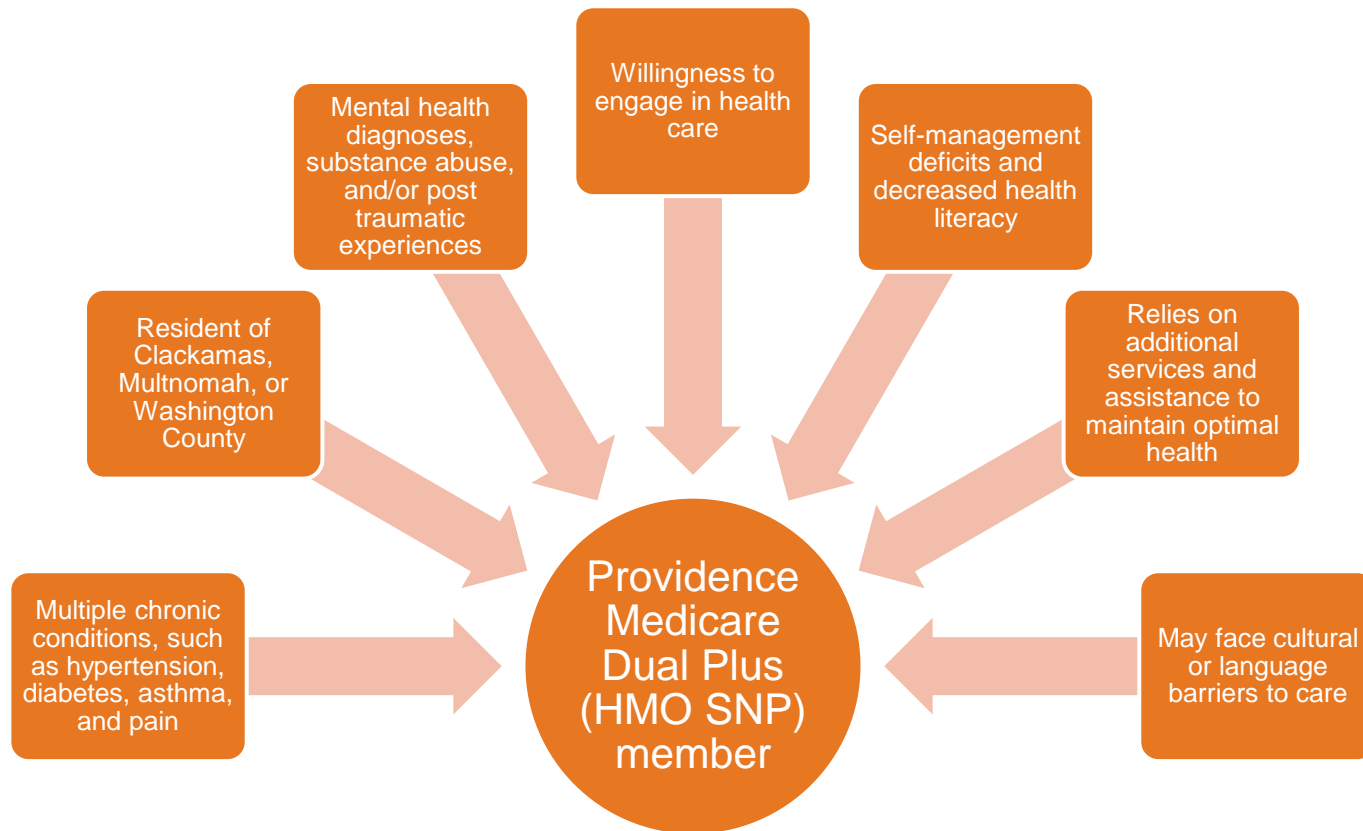 Willingness to
engage in health
care
Mental health
diagnoses,
substance abuse,
and/or post
traumatic
experiences
Self-management
deficits and
decreased health
literacy
Resident of
Clackamas,
Multnomah, or
Washington
County
Relies on
additional
services and
assistance to
maintain optimal
health
Multiple chronic
conditions, such
as hypertension,
diabetes, asthma,
and pain
Providence
Medicare
Dual Plus
(HMO SNP)
member
May face cultural
or language
barriers to care